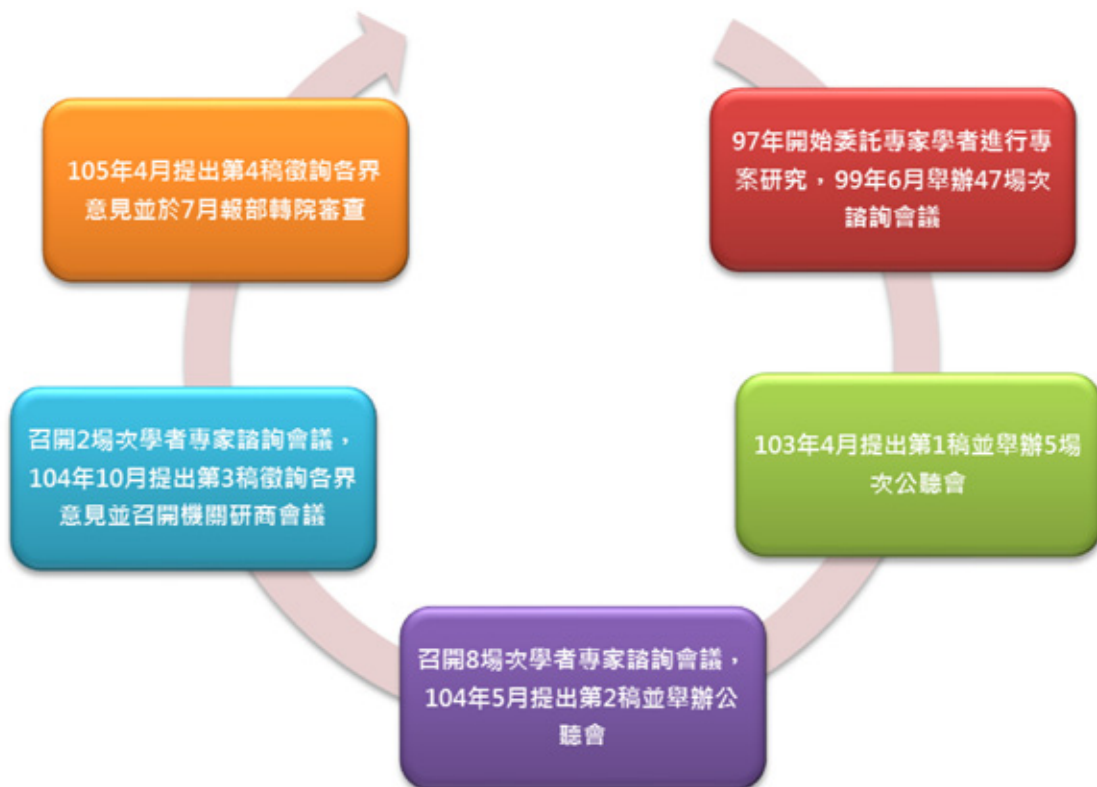 97年開始委託專家學者進行專
案研究，99年6月舉辦47場次
諮詢會議
103年4月提出第1稿並舉辦5場
次公聽會
召開8場次學者專家諮詢會議，
104年5月提出第2稿並舉辦公
聽會
召開2場次學者專家諮詢會議，
104年10月提出第3稿徵詢各界
意見並召開機關研商會議
105年4月提出第4稿徵詢各界
意見並於7月報部轉院審查